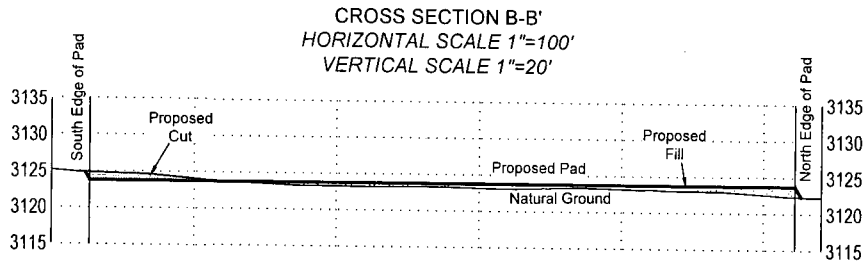 CROSS SECTION B-B'
HORIZONTAL SCALE 1"=100'
VERTICAL SCALE 1"=20'
South Edge of Pad
North Edge of Pad
3135
3130
3125
3120
3115
Proposed
Cut
Proposed Pad
Natural Ground
Proposed
Fill
3135
3130
3125
3120
3115